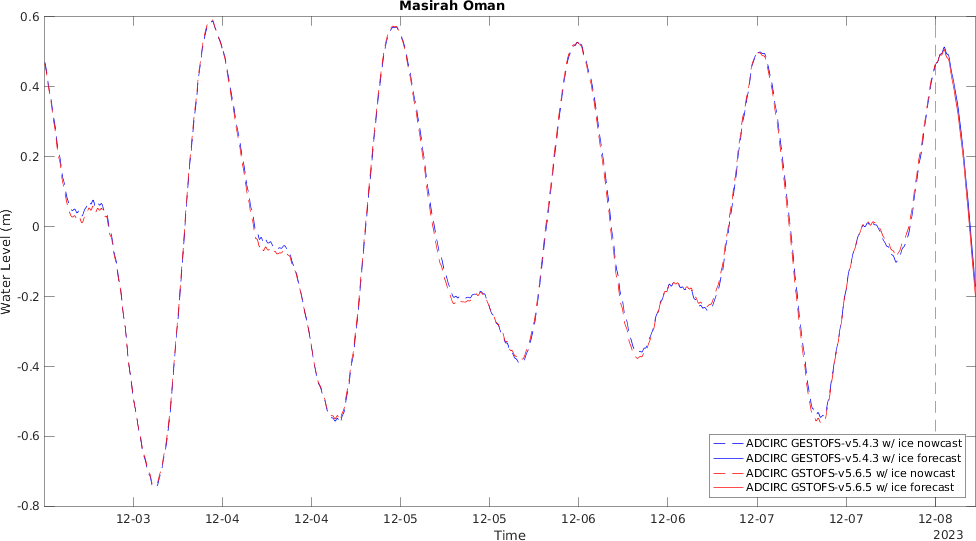 Masirah Oman
0.6
0.4
0.2
0
-0.2
-0.4
-0.6
-0.8
Water Level (m)
ADCIRC GESTOFS-v5.4.3 w/ ice nowcast
ADCIRC GESTOFS-v5.4.3 w/ ice forecast
ADCIRC GSTOFS-v5.6.5 w/ ice nowcast
ADCIRC GSTOFS-v5.6.5 w/ ice forecast
12-03 12-04 12-04 12-05 12-05 12-06 12-06 12-07 12-07 12-08
2023
Time